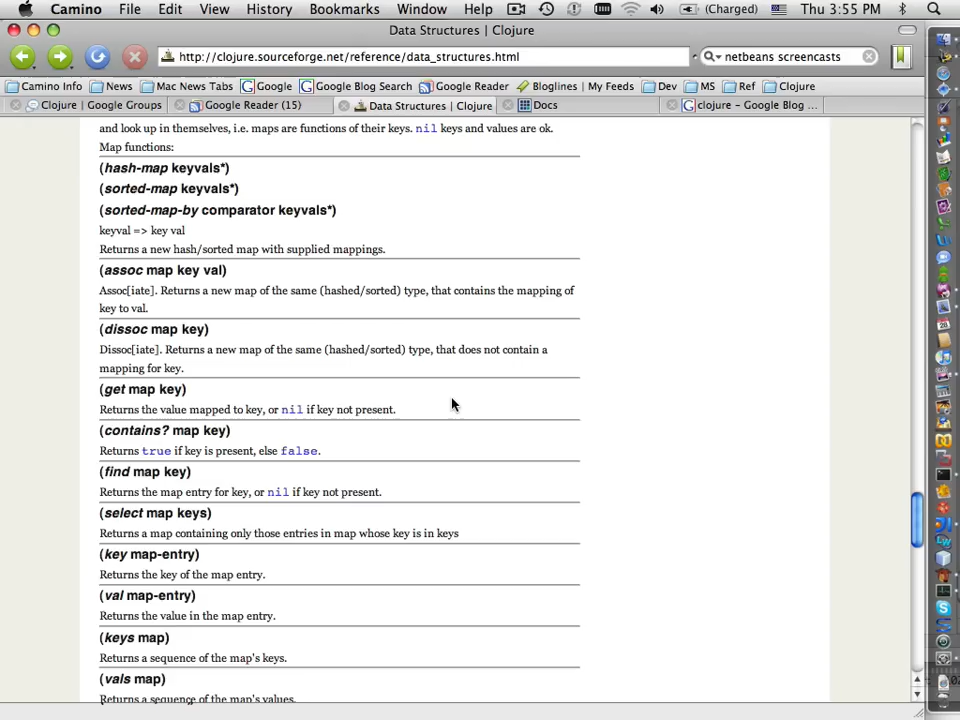 Camino File Edit View History Bookmarks Window Help (Charged) Thu 3:55 PM
Data Structures | Clojure
http://clojure.sourceforge.net/reference/data_structures.html netbeans screencasts
Camino Info News Mac News Tabs Google Google Blog Search Google Reader Bloglines | My Feeds Dev MS Ref Clojure
Clojure | Google Groups Google Reader (15) Data Structures | Clojure Docs clojure – Google Blog ...
and look up in themselves, i.e. maps are functions of their keys. nil keys and values are ok.
Map functions:
(hash-map keyvals*)
(sorted-map keyvals*)
(sorted-map-by comparator keyvals*)
keyval => key val
Returns a new hash/sorted map with supplied mappings.
(assoc map key val)
Assoc[iate]. Returns a new map of the same (hashed/sorted) type, that contains the mapping of
key to val.
(dissoc map key)
Dissoc[iate]. Returns a new map of the same (hashed/sorted) type, that does not contain a
mapping for key.
(get map key)
Returns the value mapped to key, or nil if key not present.
(contains? map key)
Returns true if key is present, else false.
(find map key)
Returns the map entry for key, or nil if key not present.
(select map keys)
Returns a map containing only those entries in map whose key is in keys
(key map-entry)
Returns the key of the map entry.
(val map-entry)
Returns the value in the map entry.
(keys map)
Returns a sequence of the map's keys.
(vals map)
Returns a sequence of the map's values.